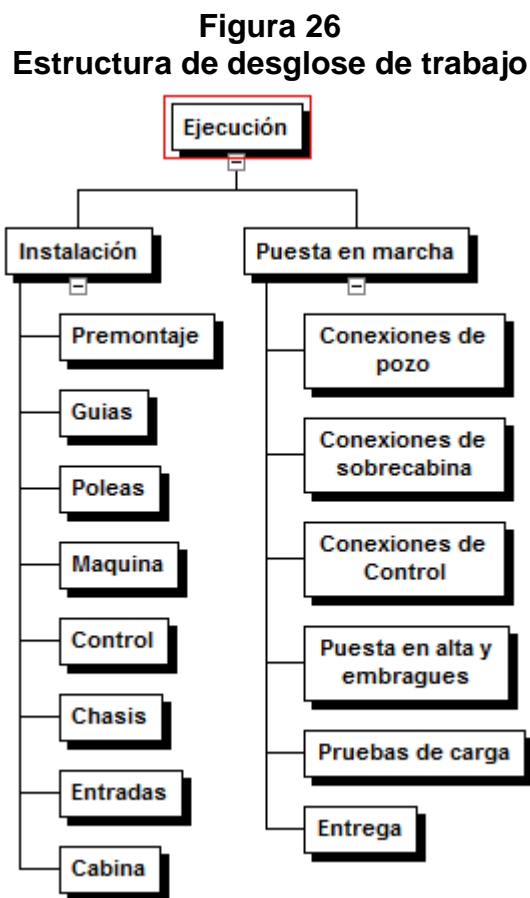 Figura 26
Estructura de desglose de trabajo
Ejecución
Instalación
Premontaje
Guias
Poleas
Maquina
Control
Chasis
Entradas
Cabina
Puesta en marcha
Conexiones de
pozo
Conexiones de
sobrecabina
Conexiones de
Control
Puesta en alta y
embragues
Pruebas de carga
Entrega